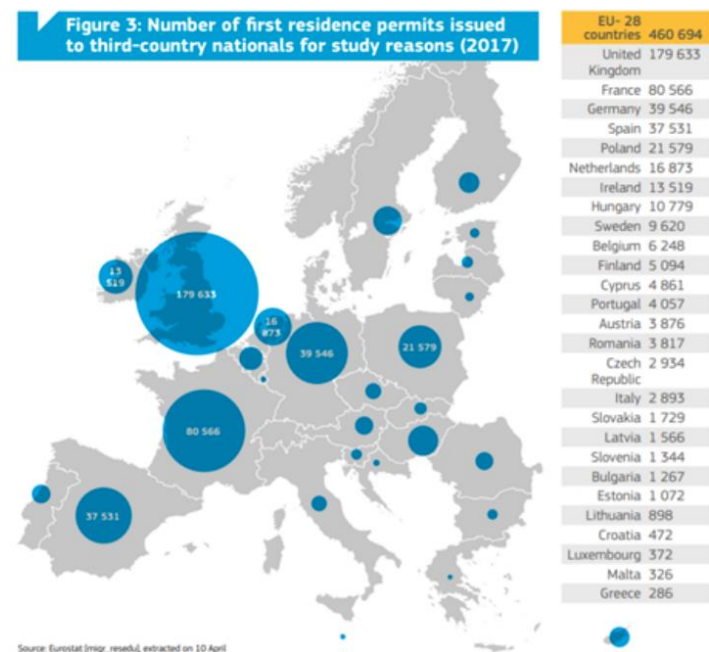 Figure 3: Number of first residence permits issued
to third-country nationals for study reasons (2017)
13
519
179 633
16
873
39 546
21 579
80 566
37 531
EU- 28
countries 460 694
United 179 633
Kingdom
France 80 566
Germany 39 546
Spain 37 531
Poland 21 579
Netherlands 16 873
Ireland 13 519
Hungary 10 779
Sweden 9 620
Belgium 6 248
Finland 5 094
Cyprus 4 861
Portugal 4 057
Austria 3 876
Romania 3 817
Czech 2 934
Republic
Italy 2 893
Slovakia 1 729
Latvia 1 566
Slovenia 1 344
Bulgaria 1 267
Estonia 1 072
Lithuania 898
Croatia 472
Luxembourg 372
Malta 326
Greece 286
Source: Eurostat [migr_resedu], extracted on 10 April